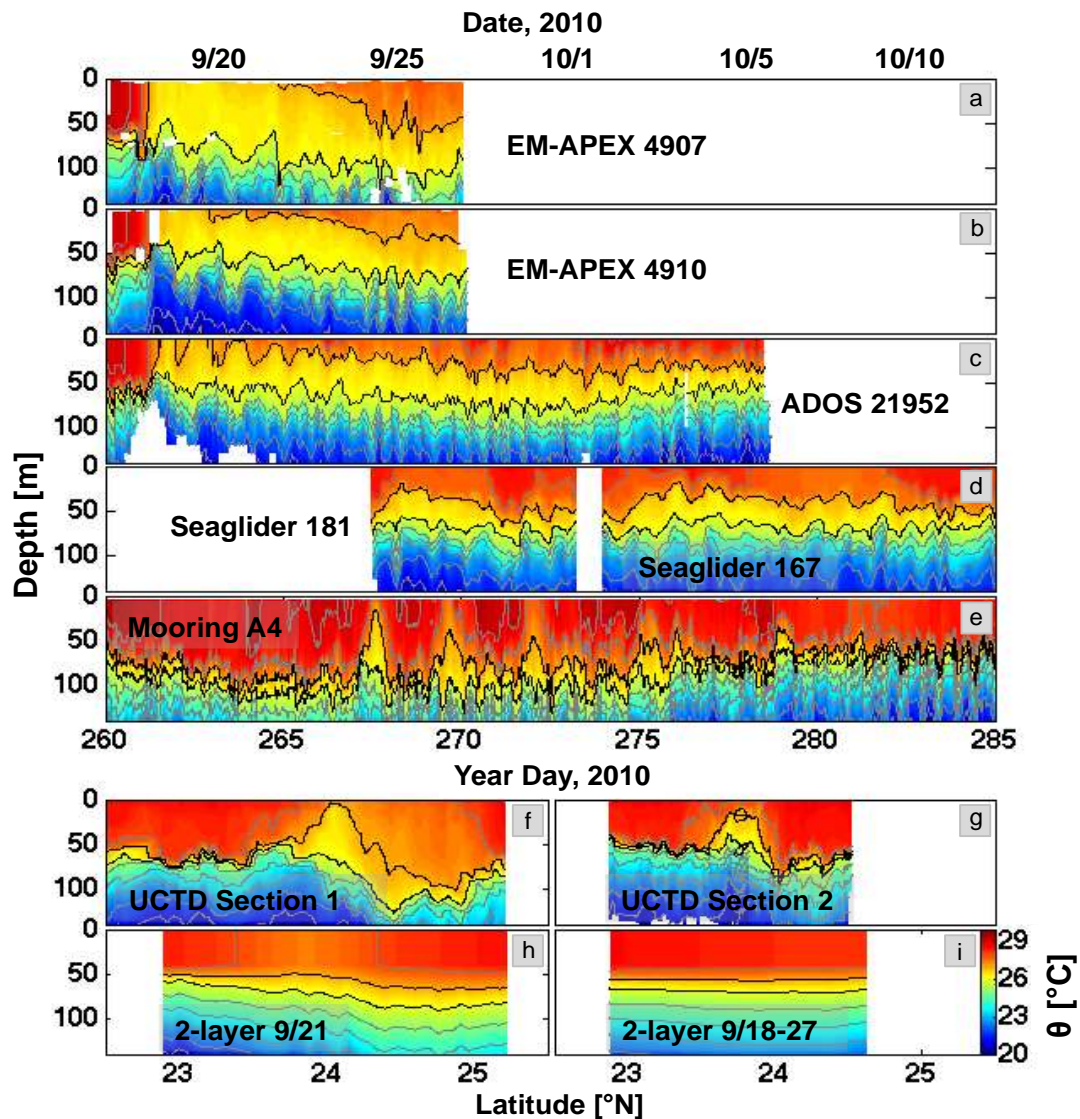 Date, 2010
9/20 9/25 10/1 10/5 10/10
0
50
100
a
EM-APEX 4907
0
50
100
b
EM-APEX 4910
0
50
100
c
ADOS 21952
0
50
100
d
Seaglider 181
Seaglider 167
0
50
100
e
Mooring A4
Depth [m]
260 265 270 275 280 285
Year Day, 2010
0
50
100
f
UCTD Section 1
g
UCTD Section 2
0
50
100
h
2-layer 9/21
i
2-layer 9/18-27
29
26
23
20
θ [°C]
23 24 25 23 24 25
Latitude [°N]